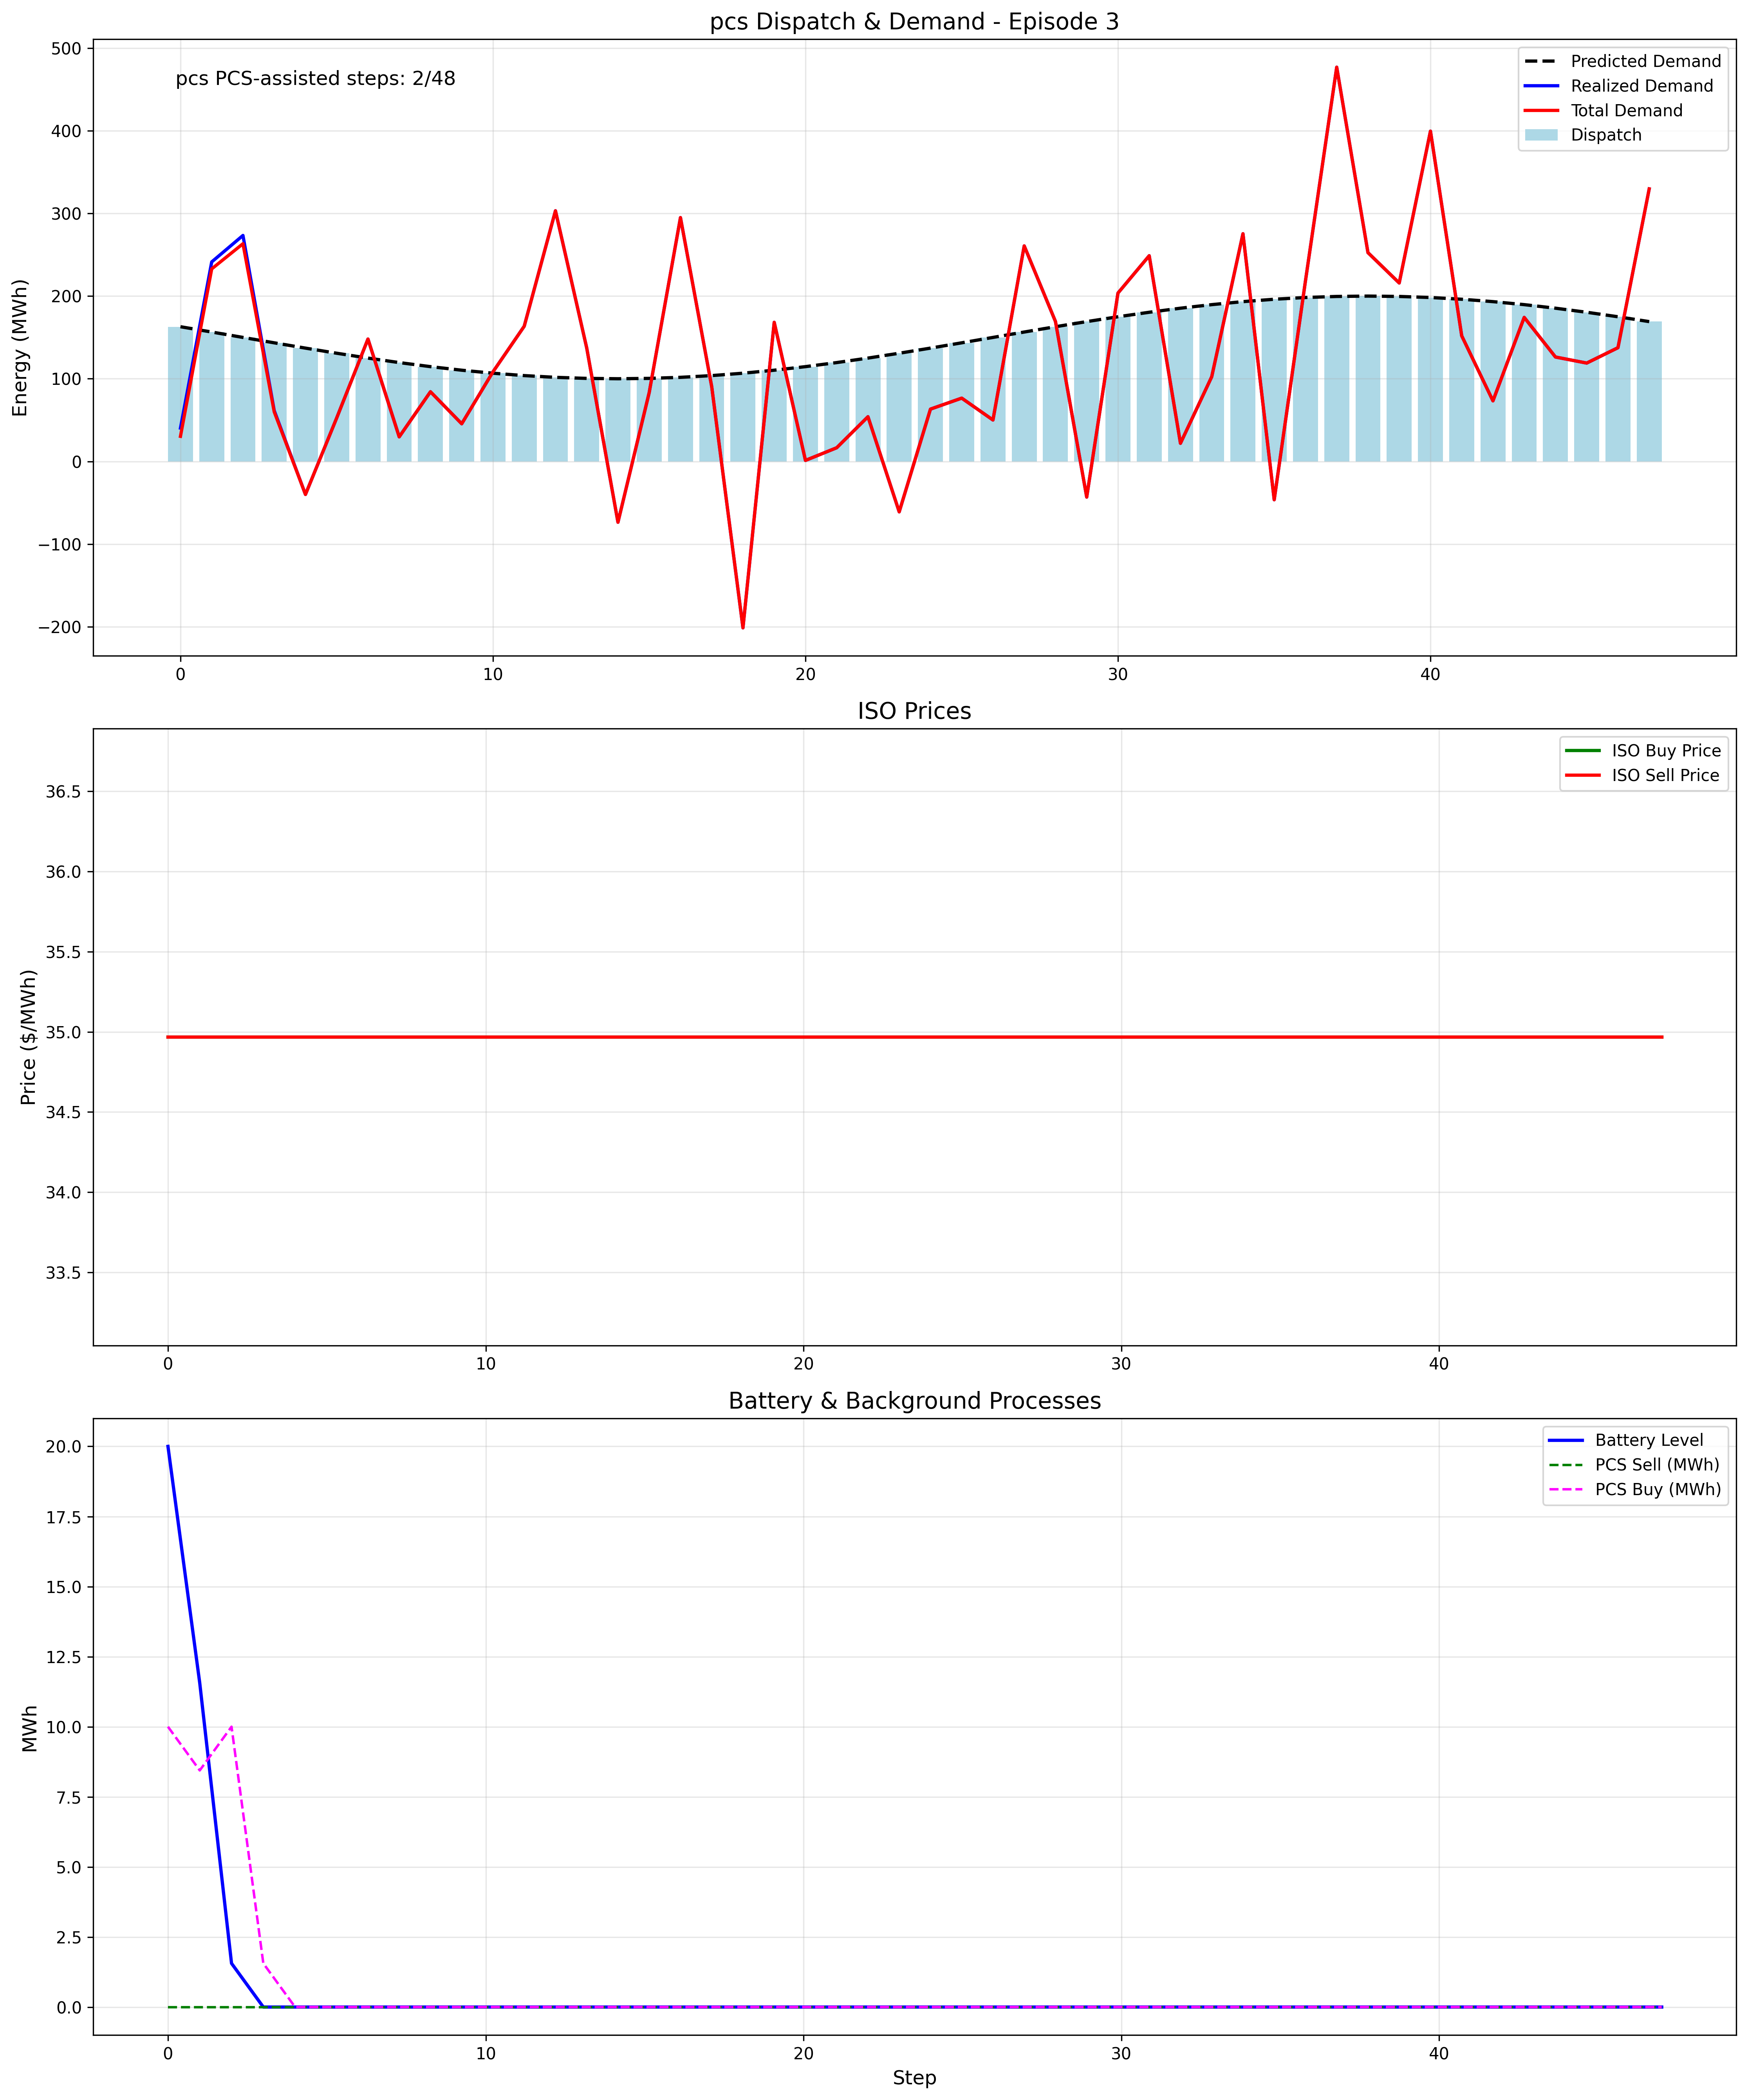 pcs Dispatch & Demand - Episode 3
pcs PCS-assisted steps: 2/48
Predicted Demand
Realized Demand
Total Demand
Dispatch
Energy (MWh)
500
400
300
200
100
0
−100
−200
0 10 20 30 40
ISO Prices
ISO Buy Price
ISO Sell Price
Price ($/MWh)
36.5
36.0
35.5
35.0
34.5
34.0
33.5
0 10 20 30 40
Battery & Background Processes
Battery Level
PCS Sell (MWh)
PCS Buy (MWh)
MWh
20.0
17.5
15.0
12.5
10.0
7.5
5.0
2.5
0.0
0 10 20 30 40
Step